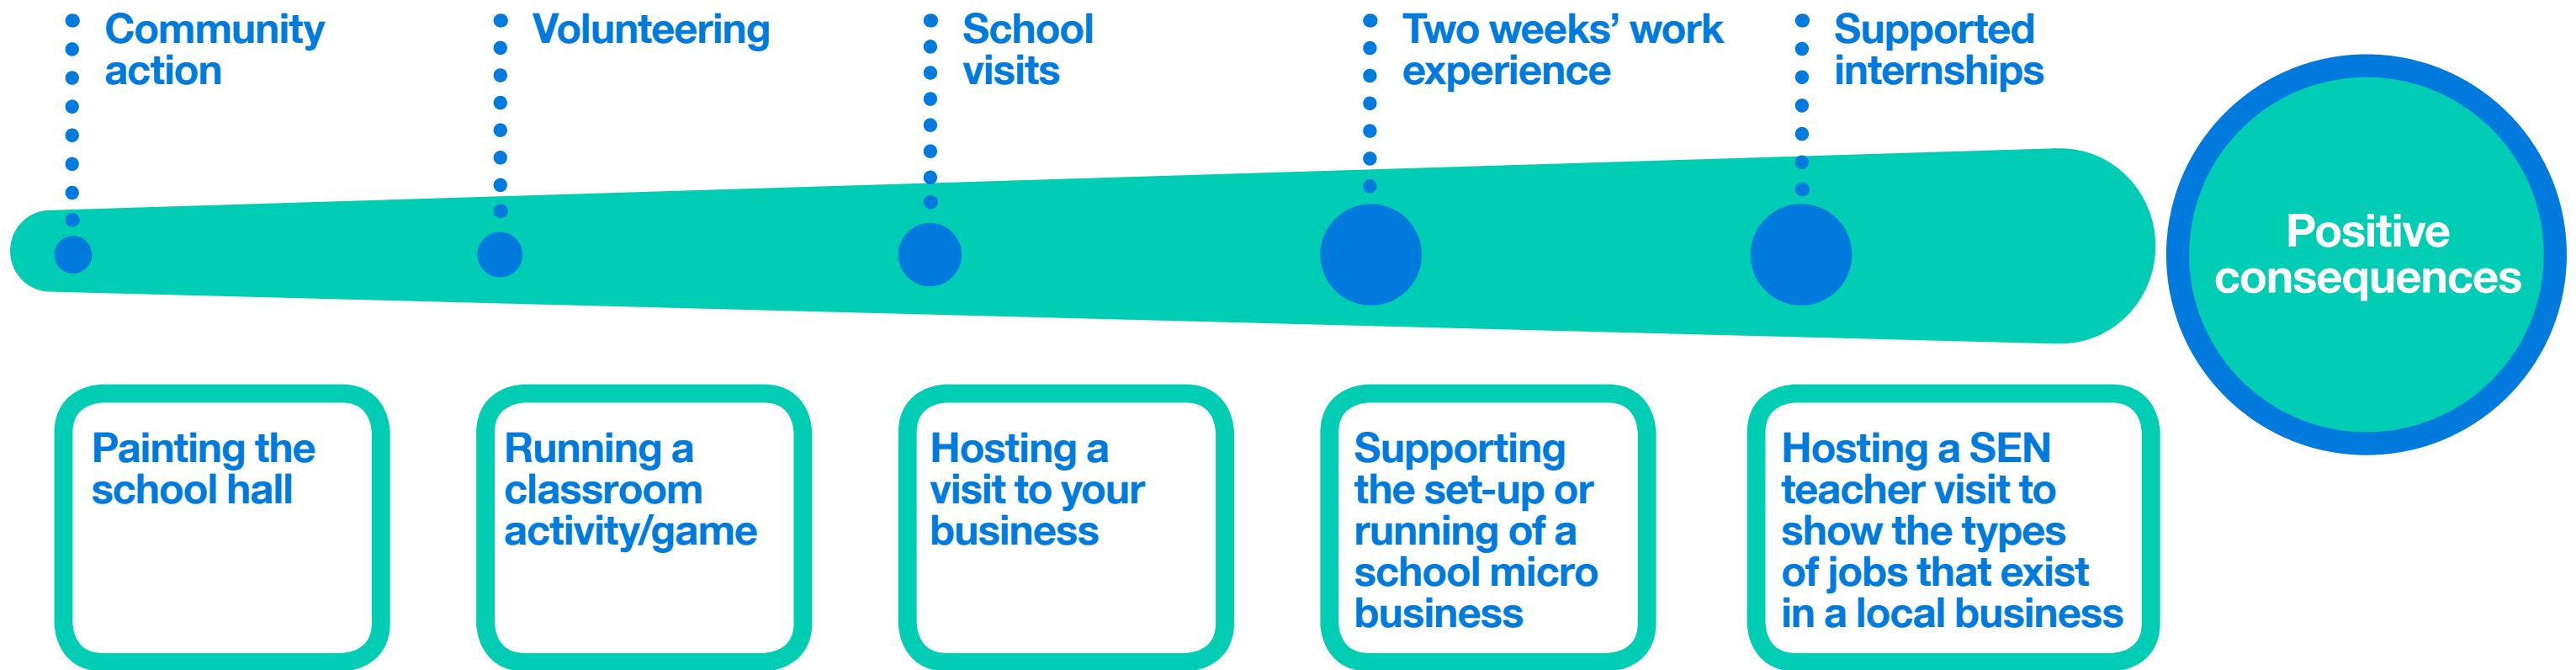 Community
action
Volunteering
School
visits
Two weeks’ work
experience
Supported
internships
Positive
consequences
Painting the
school hall
Running a
classroom
activity/game
Hosting a
visit to your
business
Supporting
the set-up or
running of a
school micro
business
Hosting a SEN
teacher visit to
show the types
of jobs that exist
in a local business